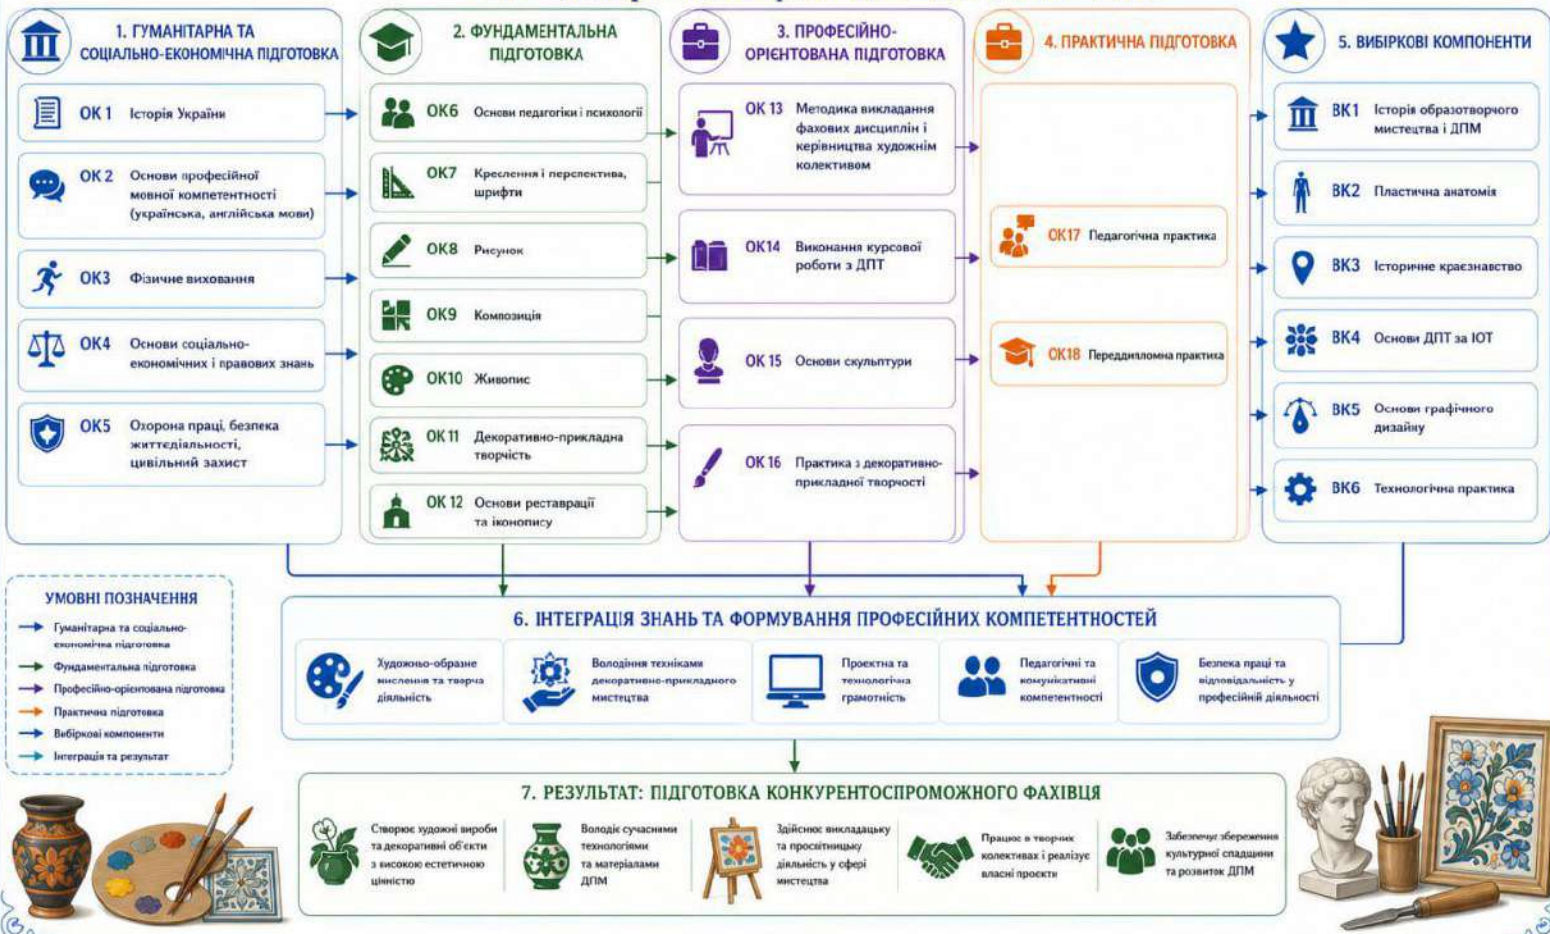 1. ГУМАНІТАРНА ТА
СОЦІАЛЬНО-ЕКОНОМІЧНА ПІДГОТОВКА
ОК 1 Історія України
ОК 2 Основи професійної
мовної компетентності
(українська, англійська мови)
ОК3 Фізичне виховання
ОК4 Основи соціально-
економічних і правових знань
ОК5 Охорона праці, безпека
життєдіяльності,
цивільний захист
2. ФУНДАМЕНТАЛЬНА
ПІДГОТОВКА
ОК6 Основи педагогіки і психології
ОК7 Креслення і перспектива,
шрифти
ОК8 Рисунок
ОК9 Композиція
ОК10 Живопис
ОК 11 Декоративно-прикладна
творчість
ОК 12 Основи реставрації
та іконопису
3. ПРОФЕСІЙНО-
ОРІЄНТОВАНА ПІДГОТОВКА
ОК 13 Методика викладання
фахових дисциплін і
керівництва художнім
колективом
ОК14 Виконання курсової
роботи з ДПТ
ОК 15 Основи скульптури
ОК 16 Практика з декоративно-
прикладної творчості
4. ПРАКТИЧНА ПІДГОТОВКА
ОК17 Педагогічна практика
ОК18 Переддипломна практика
5. ВИБІРКОВІ КОМПОНЕНТИ
ВК1 Історія образотворчого
мистецтва і ДПМ
ВК2 Пластична анатомія
ВК3 Історичне краєзнавство
ВК4 Основи ДПТ за ІОТ
ВК5 Основи графічного
дизайну
ВК6 Технологічна практика
УМОВНІ ПОЗНАЧЕННЯ
Гуманітарна та соціально-
економічна підготовка
Фундаментальна підготовка
Професійно-орієнтована підготовка
Практична підготовка
Вибіркові компоненти
Інтеграція та результат
6. ІНТЕГРАЦІЯ ЗНАНЬ ТА ФОРМУВАННЯ ПРОФЕСІЙНИХ КОМПЕТЕНТНОСТЕЙ
Художньо-образне
мислення та творча
діяльність
Володіння техніками
декоративно-прикладного
мистецтва
Проектна та
технологічна
грамотність
Педагогічні та
комунікативні
компетентності
Безпека праці та
відповідальність у
професійній діяльності
7. РЕЗУЛЬТАТ: ПІДГОТОВКА КОНКУРЕНТОСПРОМОЖНОГО ФАХІВЦЯ
Створює художні вироби
та декоративні об'єкти
з високою естетичною
цінністю
Володіє сучасними
технологіями
та матеріалами
ДПМ
Здійснює викладацьку
та просвітницьку
діяльність у сфері
мистецтва
Працює в творчих
колективах і реалізує
власні проєкти
Забезпечує збереження
культурної спадщини
та розвиток ДПМ